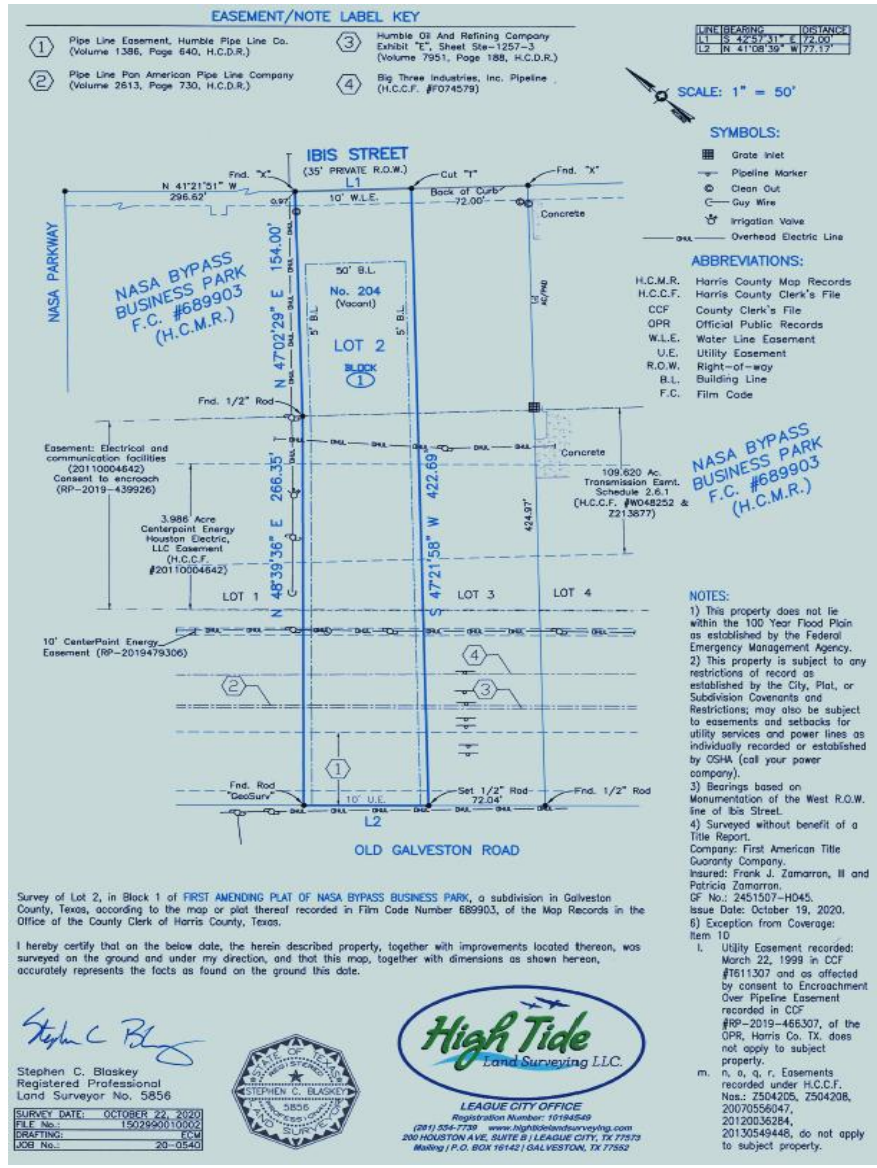 EASEMENT/NOTE LABEL KEY
1 Pipe Line Easement, Humble Pipe Line Co.
(Volume 1386, Page 640, H.C.D.R.)
2 Pipe Line Pan American Pipe Line Company
(Volume 2613, Page 730, H.C.D.R.)
3 Humble Oil And Refining Company
Exhibit "E", Sheet Ste-1257-3
(Volume 7951, Page 188, H.C.D.R.)
4 Big Three Industries, Inc. Pipeline
(H.C.C.F. #F074579)
LINE BEARING DISTANCE
L1 S 42°57'31" E 72.00'
L2 N 41°08'39" W 77.17'
SCALE: 1" = 50'
SYMBOLS:
Grate Inlet
Pipeline Marker
Clean Out
Guy Wire
Irrigation Valve
OHUL Overhead Electric Line
ABBREVIATIONS:
H.C.M.R. Harris County Map Records
H.C.C.F. Harris County Clerk's File
CCF County Clerk's File
OPR Official Public Records
W.L.E. Water Line Easement
U.E. Utility Easement
R.O.W. Right-of-way
B.L. Building Line
F.C. Film Code
IBIS STREET
(35' PRIVATE R.O.W.)
Fnd. "X"
L1
Cut "T"
Fnd. "X"
N 41°21'51" W
296.62'
0.97'
10' W.L.E.
Back of Curb
72.00'
Concrete
NASA PARKWAY
NASA BYPASS
BUSINESS PARK
F.C. #689903
(H.C.M.R.)
N 47°02'29" E 154.00'
50' B.L.
No. 204
(Vacant)
5' B.L.
5' B.L.
LOT 2
BLOCK
1
AC/PAD
Fnd. 1/2" Rod
Easement: Electrical and
communication facilities
(20110004642)
Consent to encroach
(RP-2019-439926)
3.986 Acre
Centerpoint Energy
Houston Electric,
LLC Easement
(H.C.C.F.
#20110004642)
N 48°39'36" E 266.35'
S 47°21'58" W 422.69'
Concrete
109.620 Ac.
Transmission Esmt.
Schedule 2.6.1
(H.C.C.F. #W048252 &
Z213877)
424.97'
NASA BYPASS
BUSINESS PARK
F.C. #689903
(H.C.M.R.)
LOT 1
LOT 3
LOT 4
10' CenterPoint Energy
Easement (RP-2019479306)
4
2
3
1
Fnd. Rod
"GeoSurv"
10' U.E.
Set 1/2" Rod
72.04'
Fnd. 1/2" Rod
L2
OLD GALVESTON ROAD
NOTES:
1) This property does not lie
within the 100 Year Flood Plain
as established by the Federal
Emergency Management Agency.
2) This property is subject to any
restrictions of record as
established by the City, Plat, or
Subdivision Covenants and
Restrictions; may also be subject
to easements and setbacks for
utility services and power lines as
individually recorded or established
by OSHA (call your power
company).
3) Bearings based on
Monumentation of the West R.O.W.
line of Ibis Street.
4) Surveyed without benefit of a
Title Report.
Company: First American Title
Guaranty Company.
Insured: Frank J. Zamarron, III and
Patricia Zamarron.
GF No.: 2451507-H045.
Issue Date: October 19, 2020.
6) Exception from Coverage:
Item 10
l. Utility Easement recorded:
March 22, 1999 in CCF
#T611307 and as affected
by consent to Encroachment
Over Pipeline Easement
recorded in CCF
#RP-2019-466307, of the
OPR, Harris Co. TX. does
not apply to subject
property.
m. n, o, q, r, Easements
recorded under H.C.C.F.
Nos.: Z504205, Z504208,
20070556047,
20120036284,
20130549448, do not apply
to subject property.
Survey of Lot 2, in Block 1 of FIRST AMENDING PLAT OF NASA BYPASS BUSINESS PARK, a subdivision in Galveston
County, Texas, according to the map or plat thereof recorded in Film Code Number 689903, of the Map Records in the
Office of the County Clerk of Harris County, Texas.
I hereby certify that on the below date, the herein described property, together with improvements located thereon, was
surveyed on the ground and under my direction, and that this map, together with dimensions as shown hereon,
accurately represents the facts as found on the ground this date.
Stephen C. Blaskey
Registered Professional
Land Surveyor No. 5856
SURVEY DATE: OCTOBER 22, 2020
FILE No.: 1502990010002
DRAFTING: ECM
JOB No.: 20-0540
STATE OF TEXAS
REGISTERED
STEPHEN C. BLASKEY
5856
PROFESSIONAL
LAND SURVEYOR
High Tide
Land Surveying LLC.
LEAGUE CITY OFFICE
Registration Number: 10194549
(281) 554-7739 www.hightidelandsurveying.com
200 HOUSTON AVE, SUITE B | LEAGUE CITY, TX 77573
Mailing | P.O. BOX 16142 | GALVESTON, TX 77552